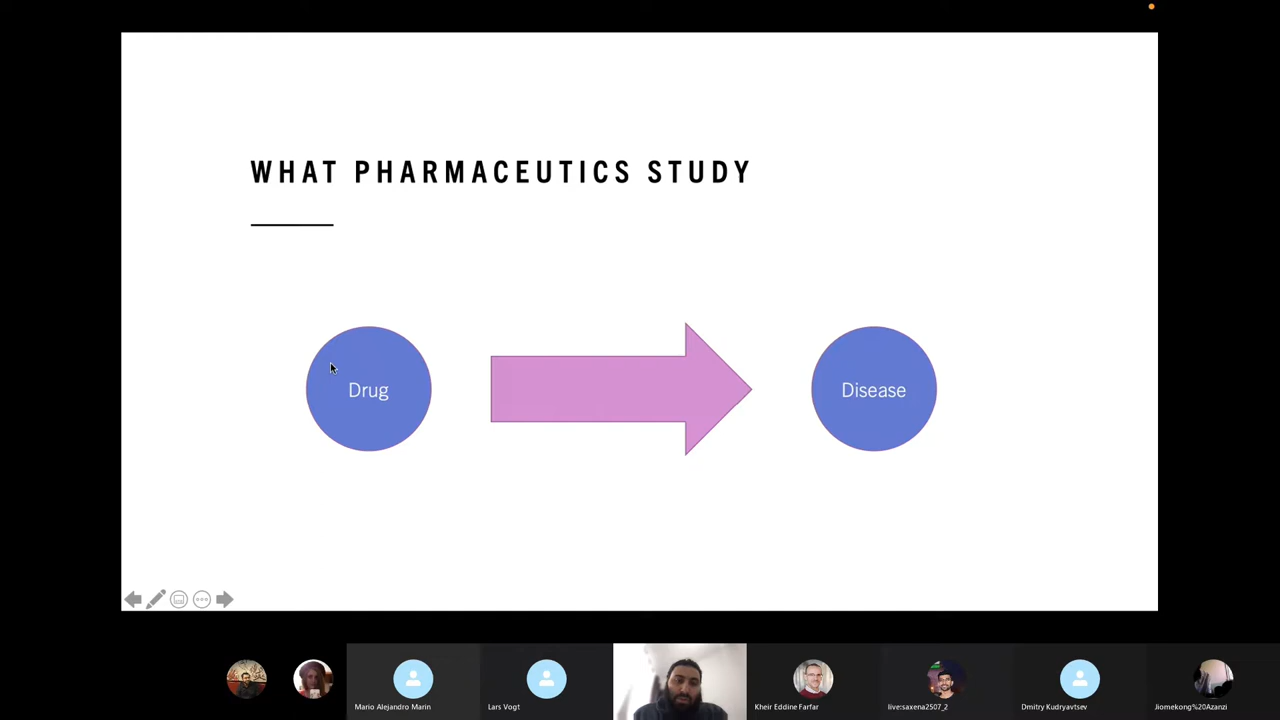 WHAT PHARMACEUTICS STUDY
Drug
Disease
Mario Alejandro Marin
Lars Vogt
Kheir Eddine Farfar
live:saxena2507_2
Dmitry Kudryavtsev
Jiomekong%20Azanzi